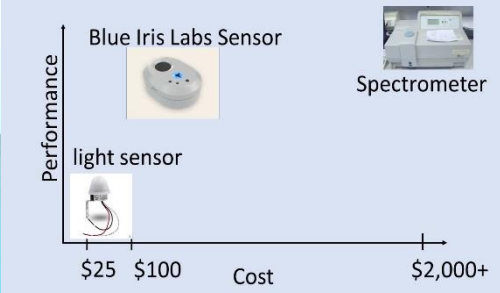 Blue Iris Labs Sensor
Spectrometer
Performance
light sensor
$25 $100 $2,000+
Cost